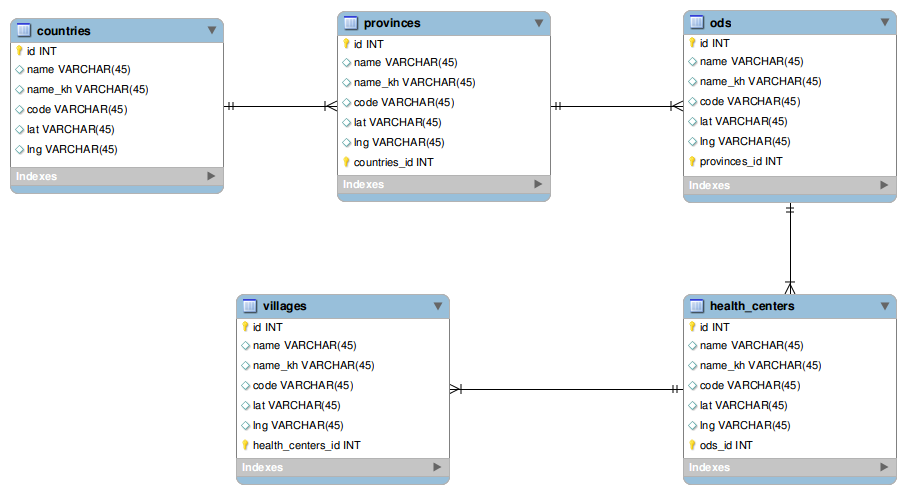 countries
id INT
name VARCHAR(45)
name_kh VARCHAR(45)
code VARCHAR(45)
lat VARCHAR(45)
lng VARCHAR(45)
Indexes
provinces
id INT
name VARCHAR(45)
name_kh VARCHAR(45)
code VARCHAR(45)
lat VARCHAR(45)
lng VARCHAR(45)
countries_id INT
Indexes
ods
id INT
name VARCHAR(45)
name_kh VARCHAR(45)
code VARCHAR(45)
lat VARCHAR(45)
lng VARCHAR(45)
provinces_id INT
Indexes
villages
id INT
name VARCHAR(45)
name_kh VARCHAR(45)
code VARCHAR(45)
lat VARCHAR(45)
lng VARCHAR(45)
health_centers_id INT
Indexes
health_centers
id INT
name VARCHAR(45)
name_kh VARCHAR(45)
code VARCHAR(45)
lat VARCHAR(45)
lng VARCHAR(45)
ods_id INT
Indexes